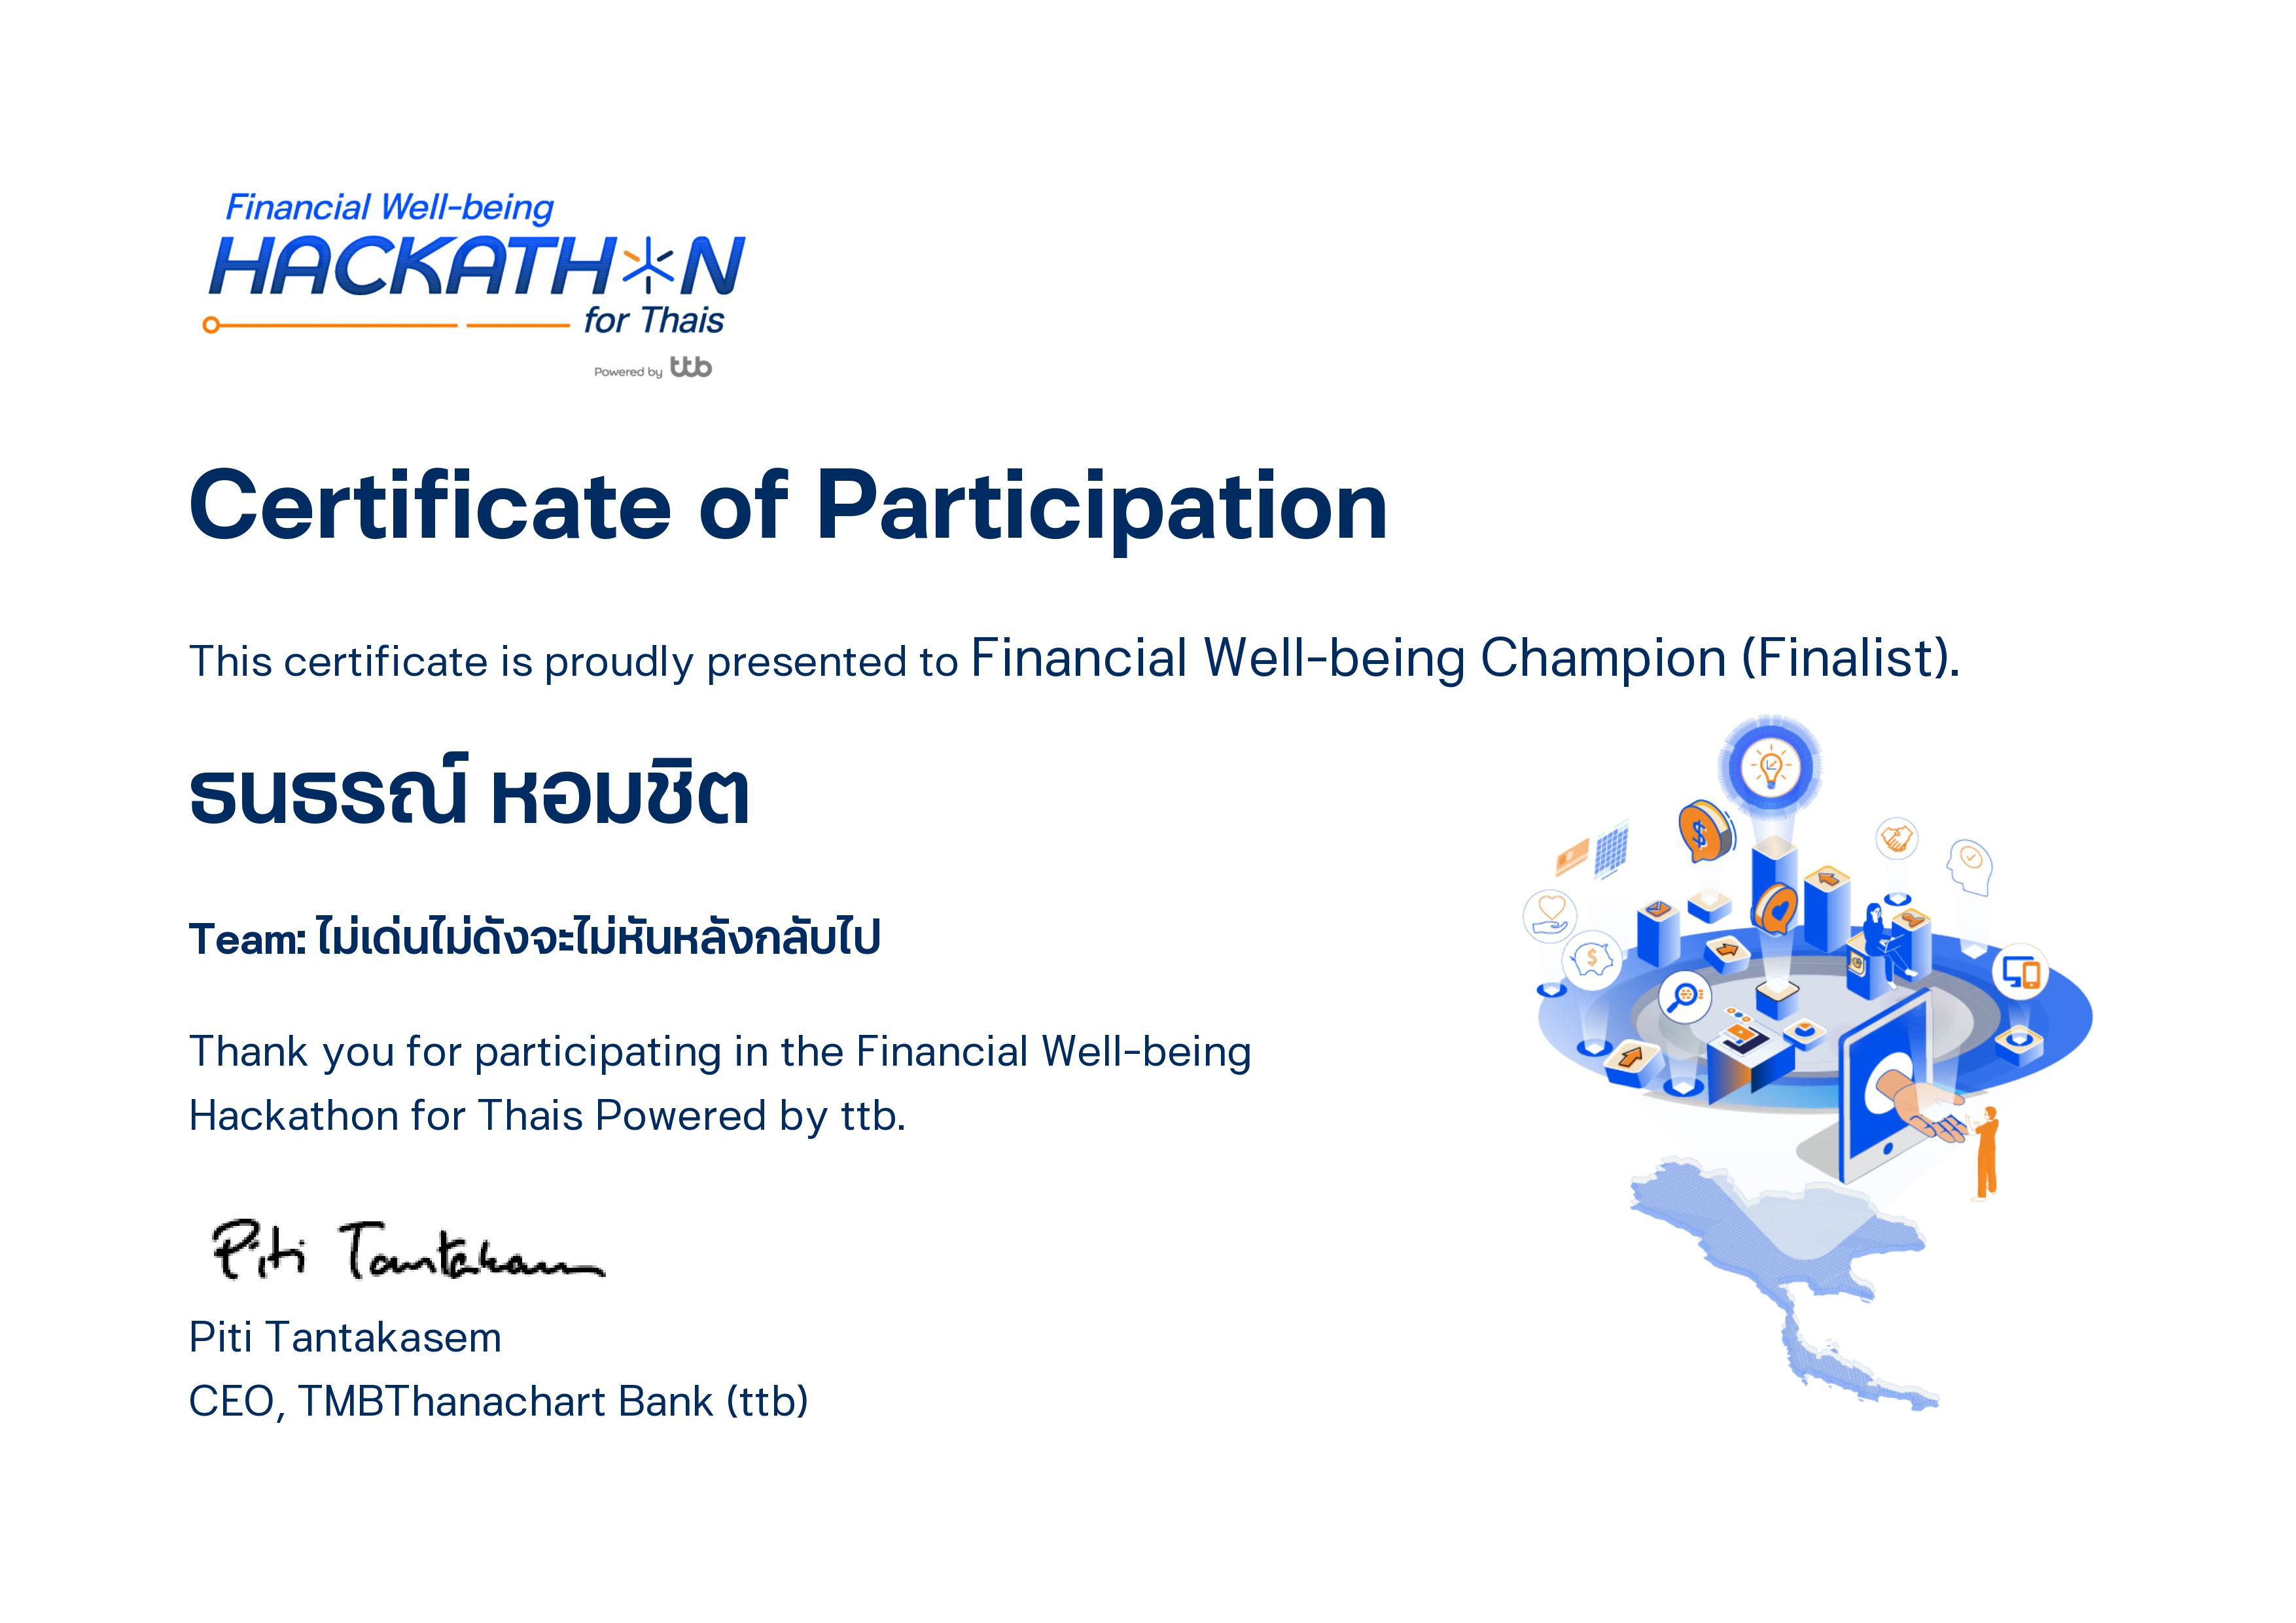 Financial Well-being
HACKATHON
for Thais
Powered by ttb
Certificate of Participation
This certificate is proudly presented to Financial Well-being Champion (Finalist).
ธนธรณ์ หอมชิต
Team: ไม่เด่นไม่ดังจะไม่หันหลังกลับไป
Thank you for participating in the Financial Well-being
Hackathon for Thais Powered by ttb.
Piti Tantakasem
Piti Tantakasem
CEO, TMBThanachart Bank (ttb)